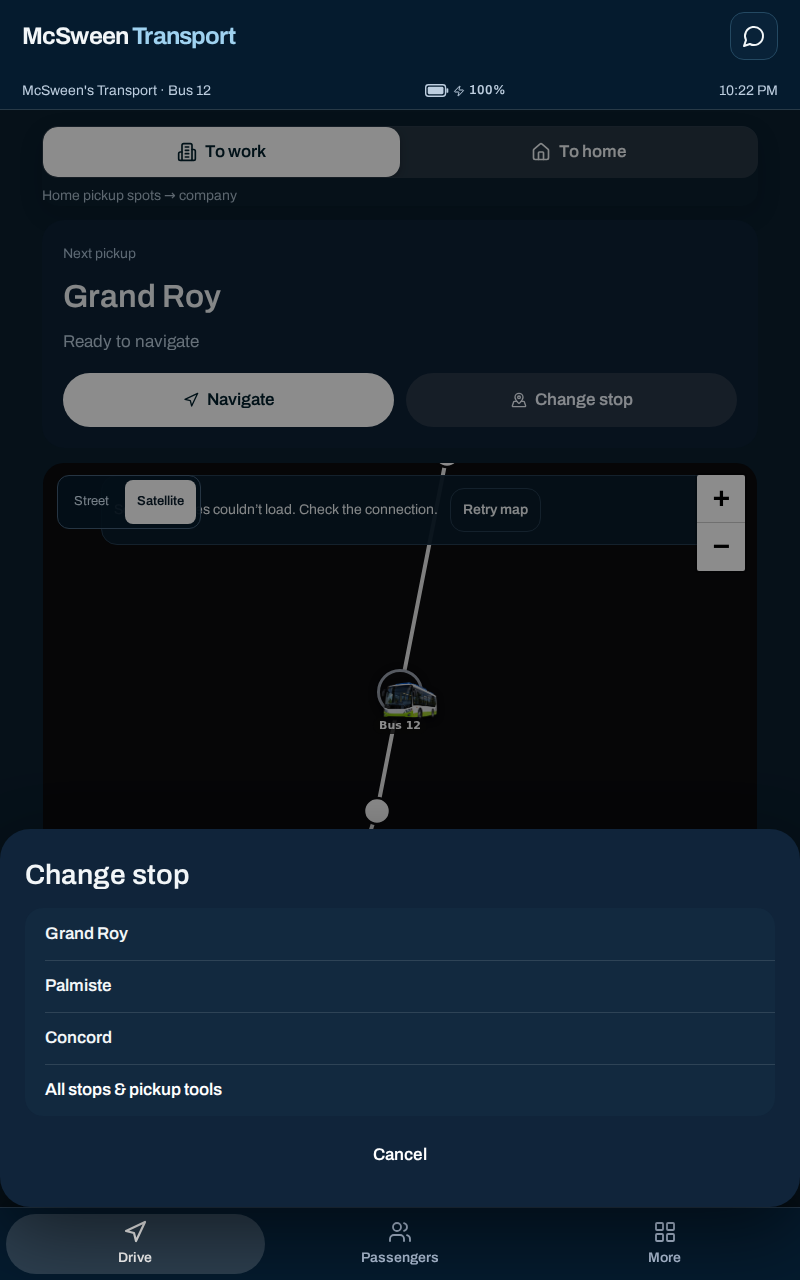 McSween Transport
McSween's Transport · Bus 12
100%
10:22 PM
To work
To home
Home pickup spots → company
Next pickup
Grand Roy
Ready to navigate
Navigate
Change stop
Street
Satellite
couldn't load. Check the connection.
Retry map
+
−
Bus 12
Change stop
Grand Roy
Palmiste
Concord
All stops & pickup tools
Cancel
Drive
Passengers
More